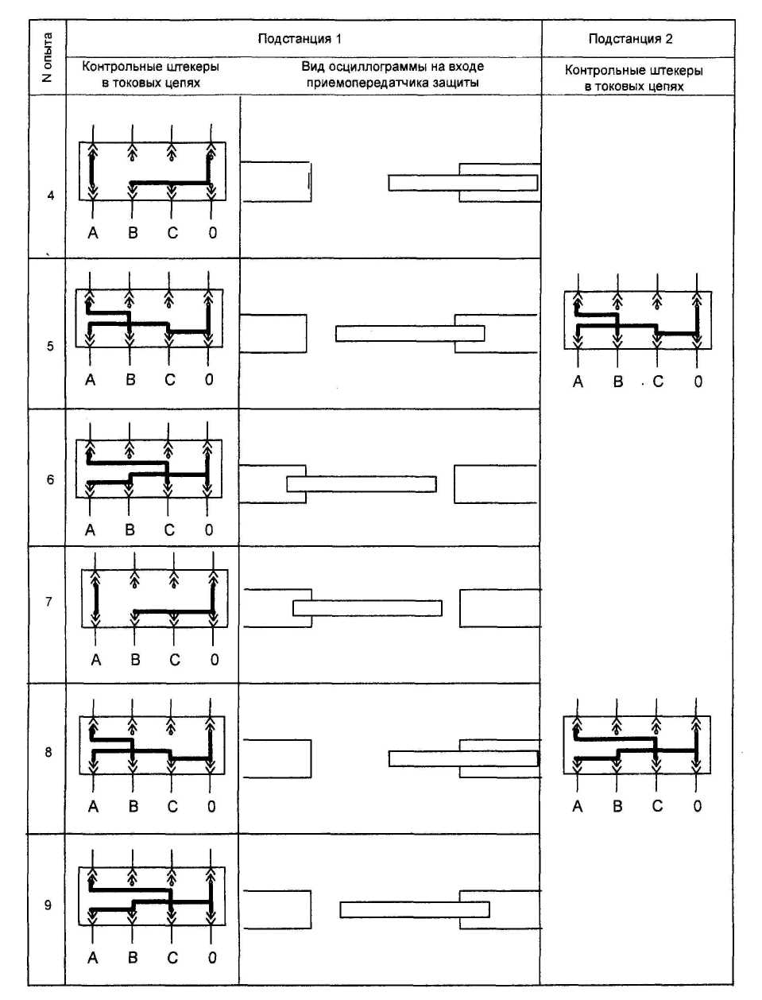 N опыта
Подстанция 1
Подстанция 2
Контрольные штекеры
в токовых цепях
Вид осциллограммы на входе
приемопередатчика защиты
Контрольные штекеры
в токовых цепях
4
A B C 0
5
A B C 0
A B C 0
6
A B C 0
7
A B C 0
8
A B C 0
A B C 0
9
A B C 0